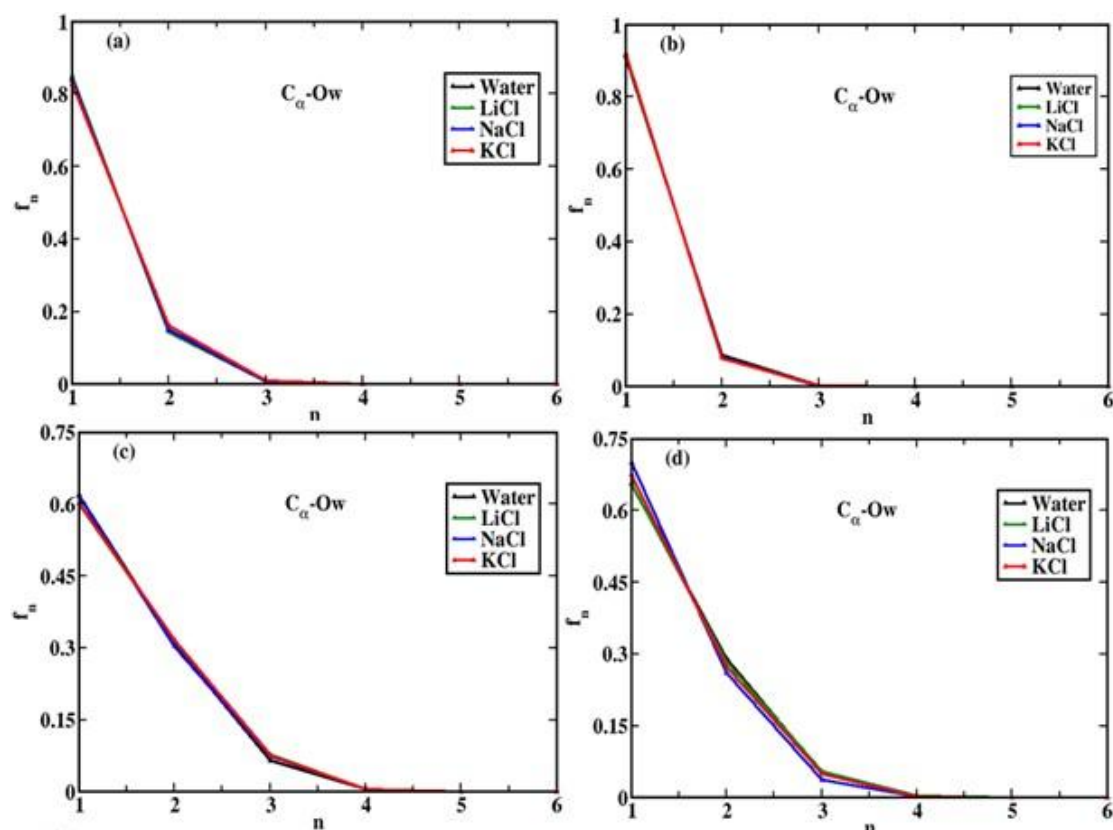 1
(a)
Cα-Ow
Water
LiCl
NaCl
KCl
0.8
0.6
fn
0.4
0.2
0
1 2 3 4 5 6
n
1
(b)
Cα-Ow
Water
LiCl
NaCl
KCl
0.8
0.6
fn
0.4
0.2
0
1 2 3 4 5 6
n
0.75
(c)
Cα-Ow
Water
LiCl
NaCl
KCl
0.6
0.45
fn
0.3
0.15
0
1 2 3 4 5 6
n
0.75
(d)
Cα-Ow
Water
LiCl
NaCl
KCl
0.6
0.45
fn
0.3
0.15
0
1 2 3 4 5 6
n